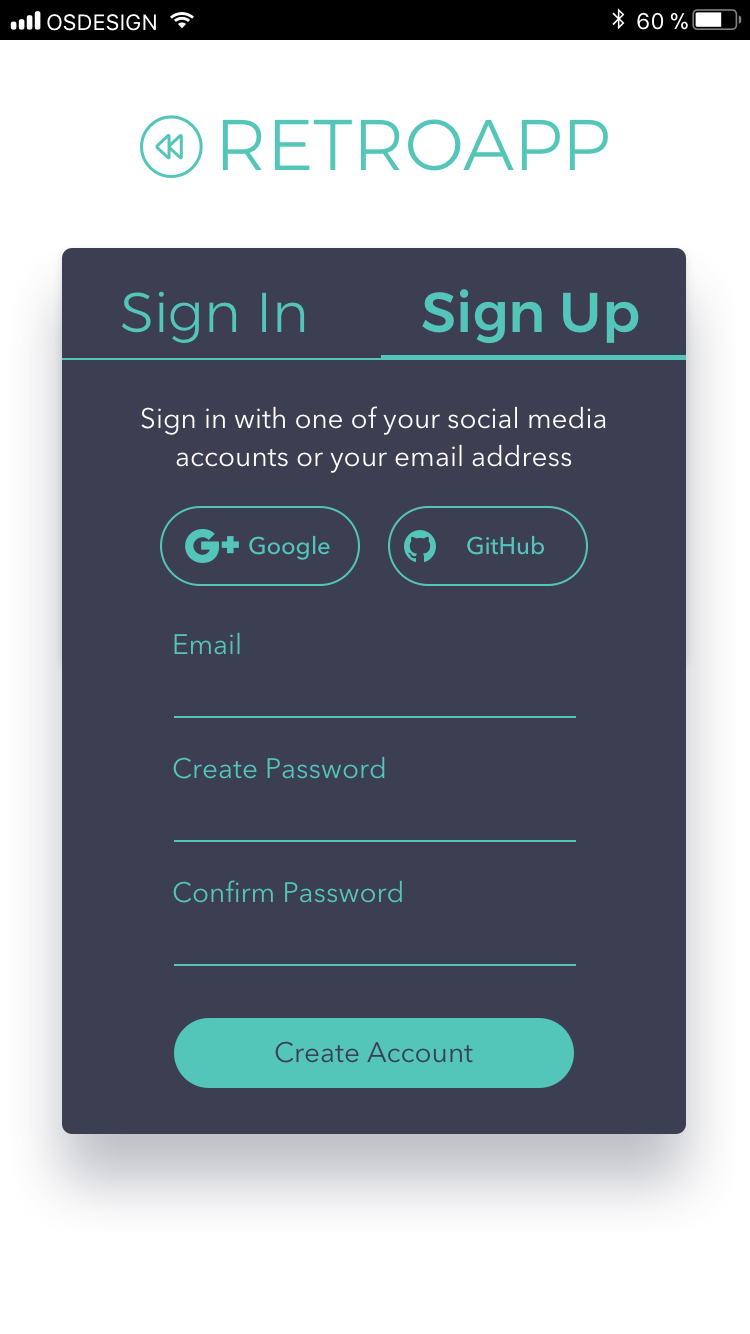 OSDESIGN 60 %
RETROAPP
Sign In Sign Up
Sign in with one of your social media
accounts or your email address
G+ Google GitHub
Email
Create Password
Confirm Password
Create Account